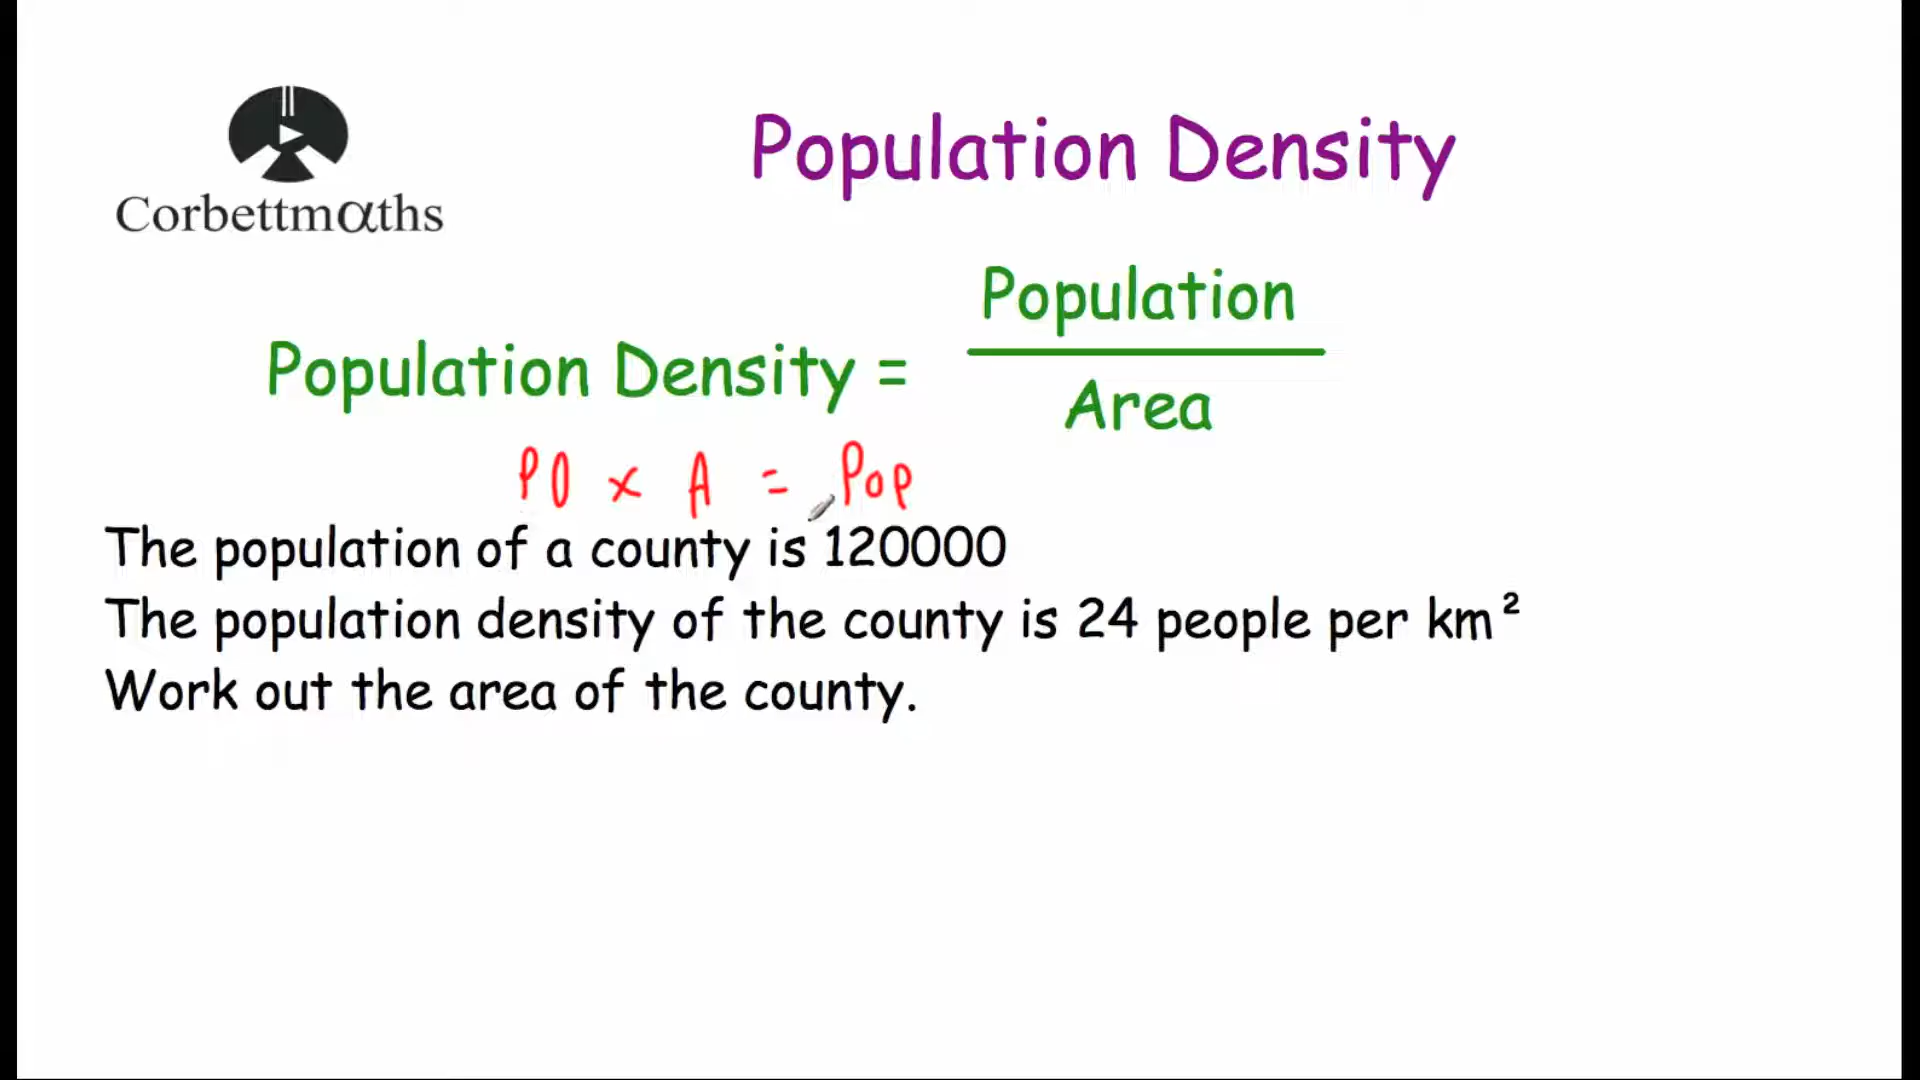 Corbettmαths
Population Density
Population Density = Population
Area
PD x A = Pop
The population of a county is 120000
The population density of the county is 24 people per km²
Work out the area of the county.